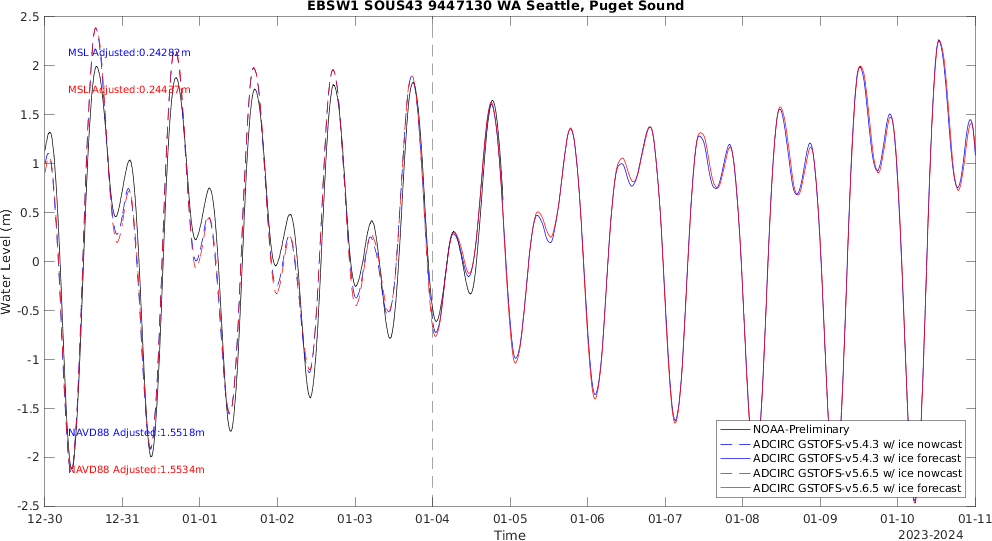 EBSW1 SOUS43 9447130 WA Seattle, Puget Sound
2.5
2
1.5
1
0.5
0
-0.5
-1
-1.5
-2
-2.5
Water Level (m)
MSL Adjusted:0.24282m
MSL Adjusted:0.24437m
NAVD88 Adjusted:1.5518m
NAVD88 Adjusted:1.5534m
NOAA-Preliminary
ADCIRC GSTOFS-v5.4.3 w/ ice nowcast
ADCIRC GSTOFS-v5.4.3 w/ ice forecast
ADCIRC GSTOFS-v5.6.5 w/ ice nowcast
ADCIRC GSTOFS-v5.6.5 w/ ice forecast
12-30 12-31 01-01 01-02 01-03 01-04 01-05 01-06 01-07 01-08 01-09 01-10 01-11
Time
2023-2024